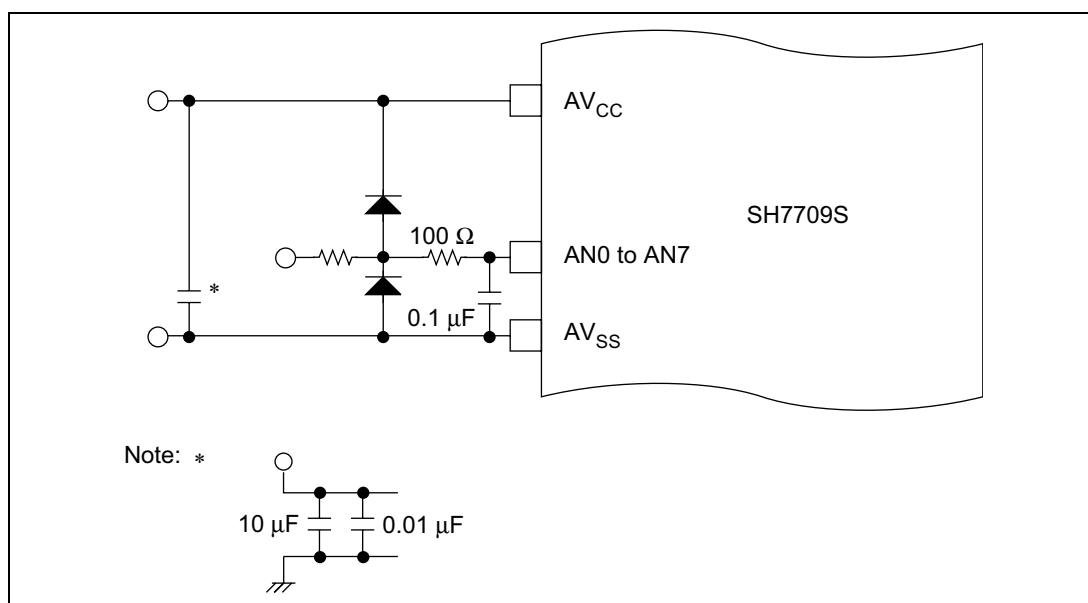 AVCC
SH7709S
100 Ω
AN0 to AN7
*
0.1 μF
AVSS
Note: *
10 μF
0.01 μF